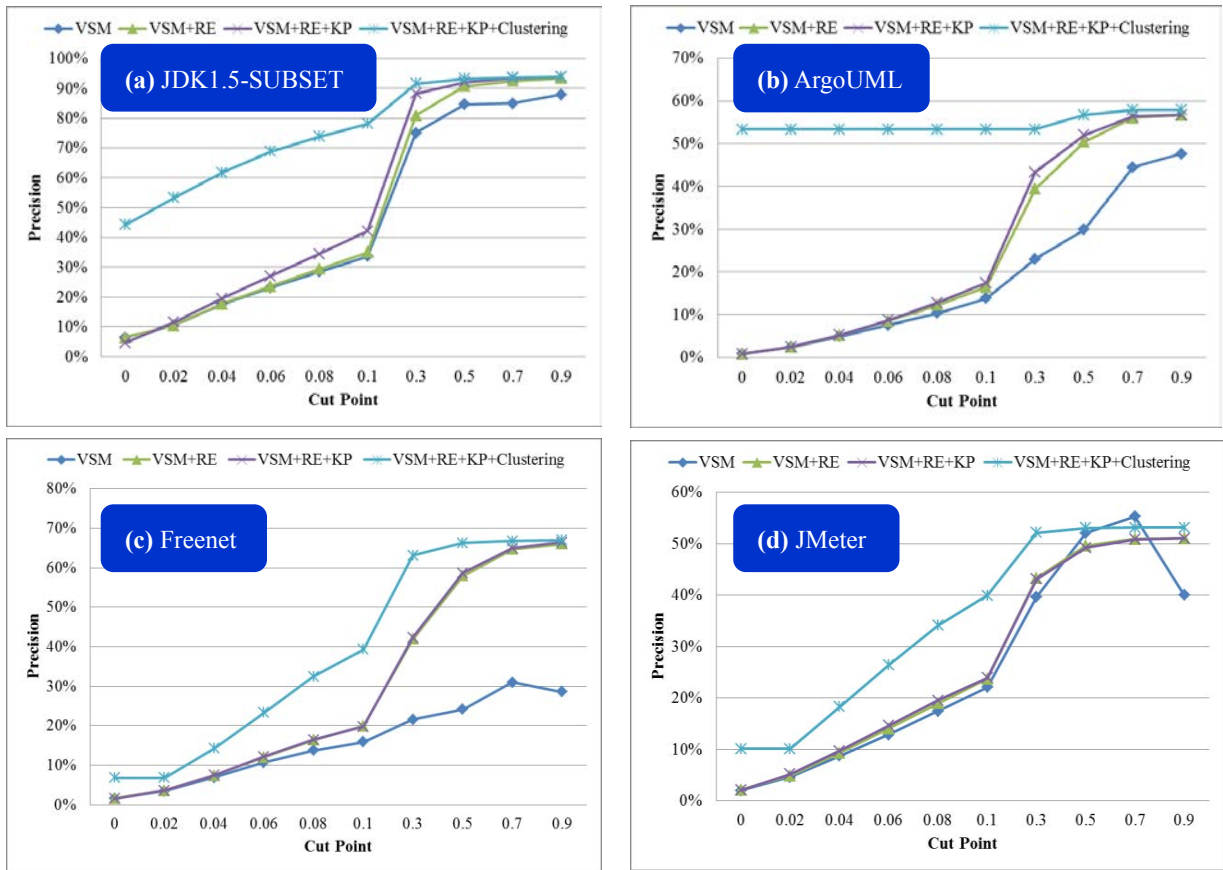 VSM VSM+RE VSM+RE+KP VSM+RE+KP+Clustering
(a) JDK1.5-SUBSET
100%
90%
80%
70%
60%
50%
40%
30%
20%
10%
0%
Precision
0 0.02 0.04 0.06 0.08 0.1 0.3 0.5 0.7 0.9
Cut Point
VSM VSM+RE VSM+RE+KP VSM+RE+KP+Clustering
(b) ArgoUML
70%
60%
50%
40%
30%
20%
10%
0%
Precision
0 0.02 0.04 0.06 0.08 0.1 0.3 0.5 0.7 0.9
Cut Point
VSM VSM+RE VSM+RE+KP VSM+RE+KP+Clustering
(c) Freenet
80%
70%
60%
50%
40%
30%
20%
10%
0%
Precision
0 0.02 0.04 0.06 0.08 0.1 0.3 0.5 0.7 0.9
Cut Point
VSM VSM+RE VSM+RE+KP VSM+RE+KP+Clustering
(d) JMeter
60%
50%
40%
30%
20%
10%
0%
Precision
0 0.02 0.04 0.06 0.08 0.1 0.3 0.5 0.7 0.9
Cut Point